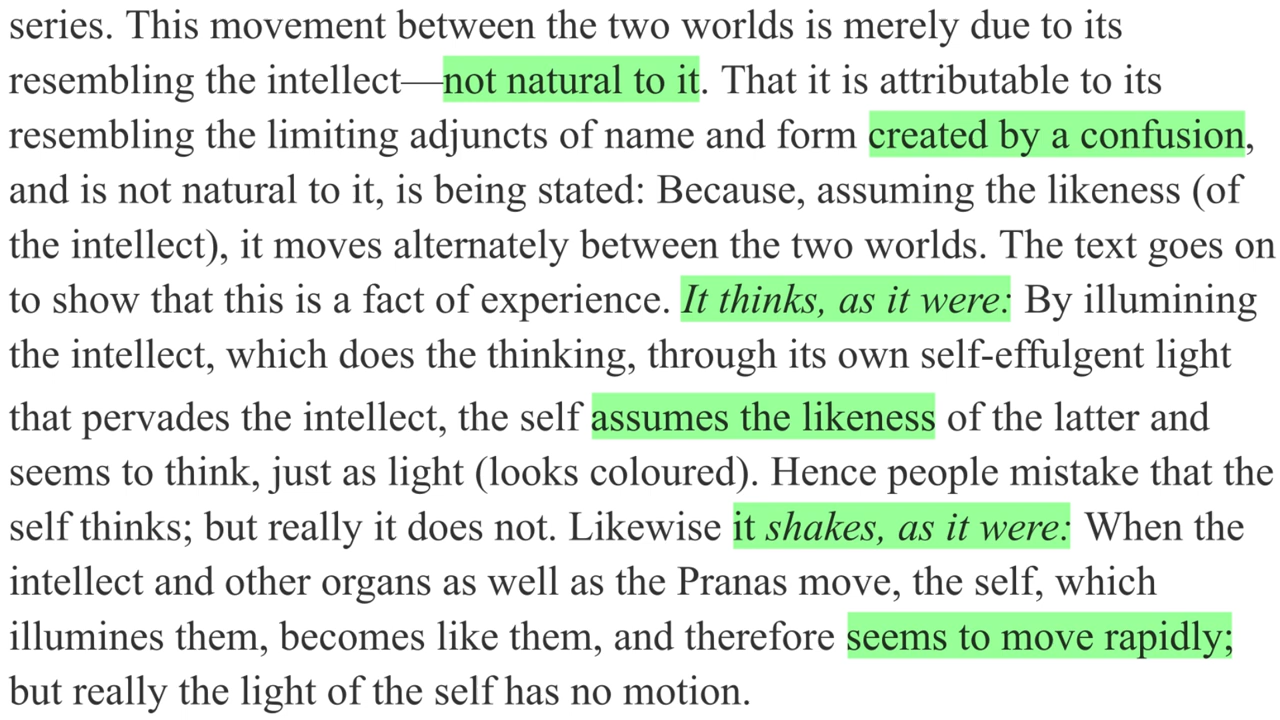 series. This movement between the two worlds is merely due to its
resembling the intellect—not natural to it. That it is attributable to its
resembling the limiting adjuncts of name and form created by a confusion,
and is not natural to it, is being stated: Because, assuming the likeness (of
the intellect), it moves alternately between the two worlds. The text goes on
to show that this is a fact of experience. It thinks, as it were: By illumining
the intellect, which does the thinking, through its own self-effulgent light
that pervades the intellect, the self assumes the likeness of the latter and
seems to think, just as light (looks coloured). Hence people mistake that the
self thinks; but really it does not. Likewise it shakes, as it were: When the
intellect and other organs as well as the Pranas move, the self, which
illumines them, becomes like them, and therefore seems to move rapidly;
but really the light of the self has no motion.